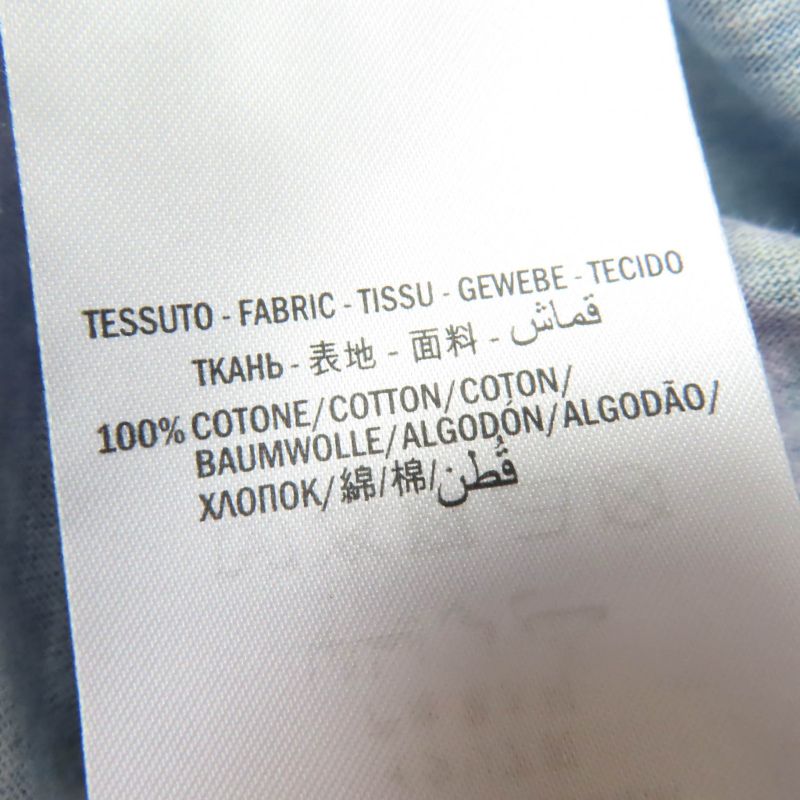 TESSUTO - FABRIC - TISSU - GEWEBE - TECIDO
ТКАНЬ - 表地 - 面料 - قماش
100% COTONE/COTTON/COTON/
BAUMWOLLE/ALGODÓN/ALGODÃO/
ХЛОПОК/綿/棉/قُطن